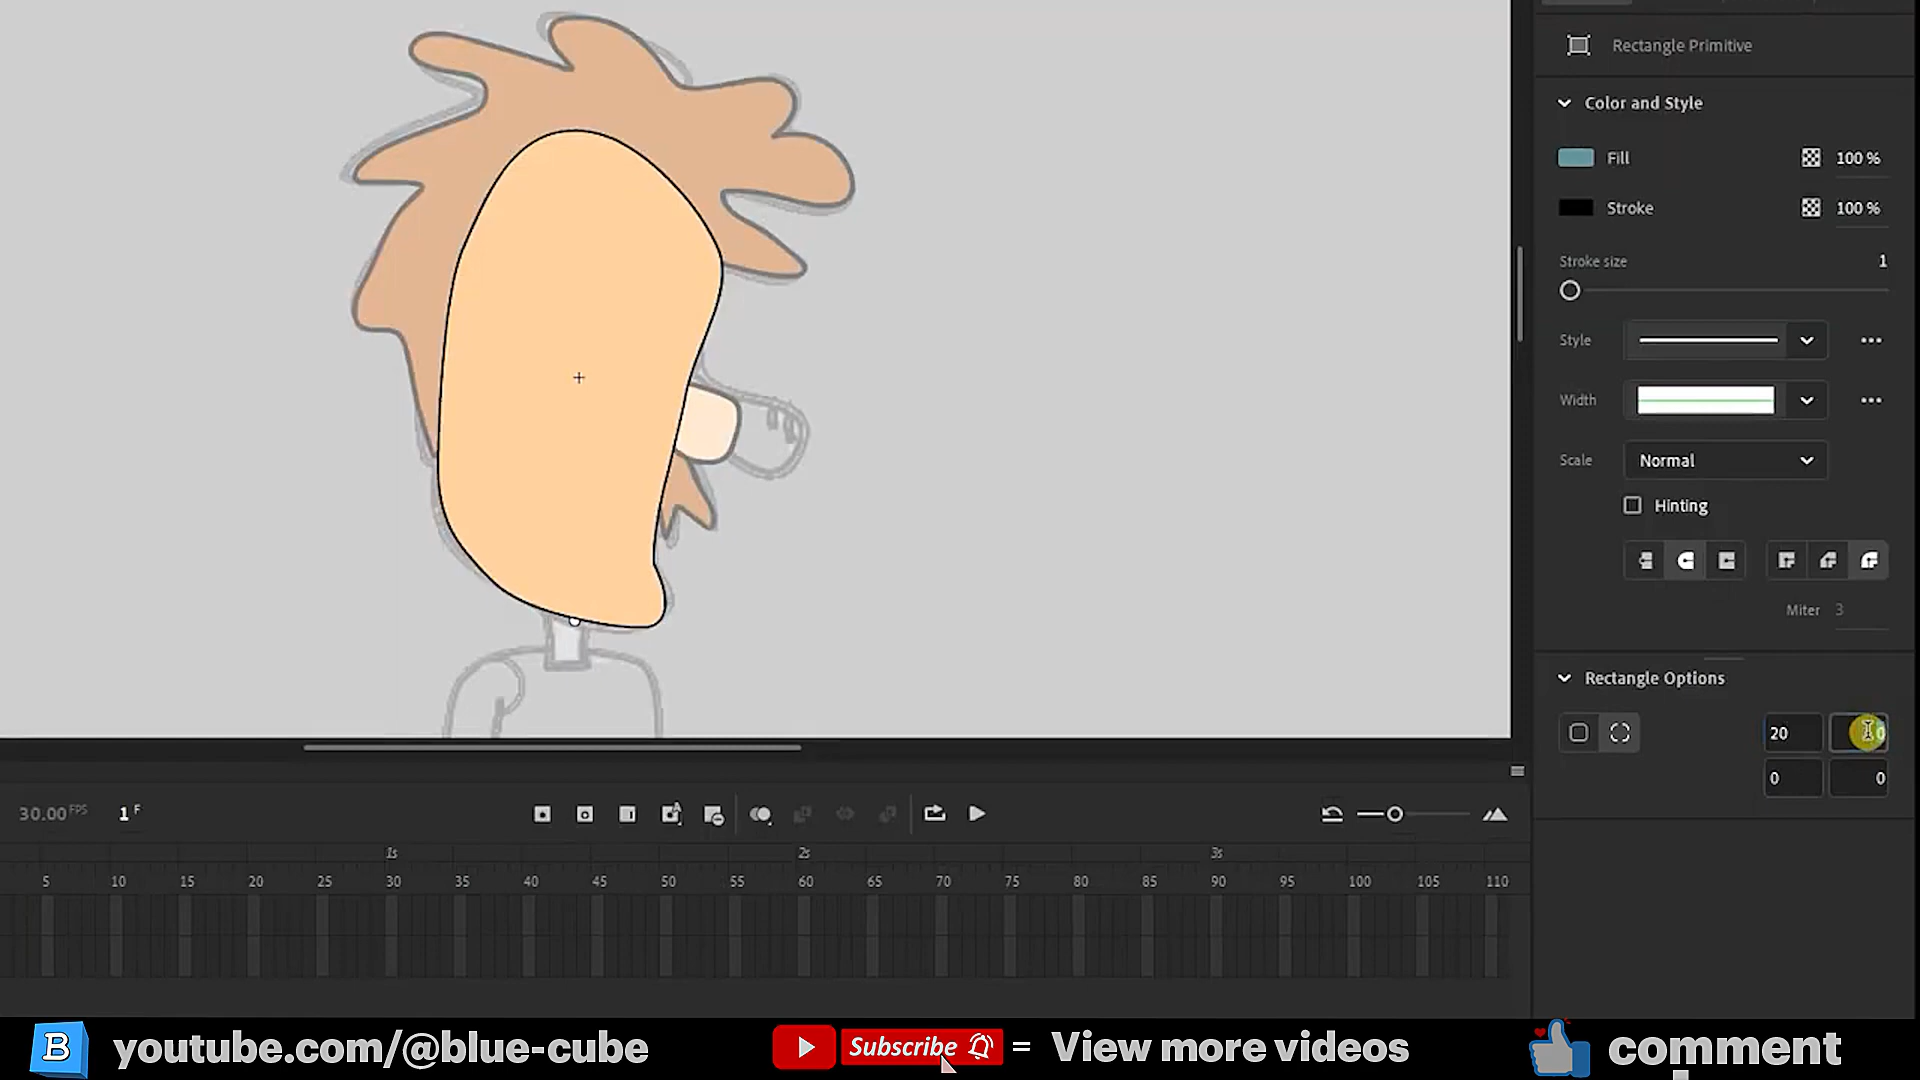 Rectangle Primitive
Color and Style
Fill 100 %
Stroke 100 %
Stroke size 1
Style
Width
Scale Normal
Hinting
Miter 3
Rectangle Options
20 0
0 0
30.00 FPS 1 F
1s 2s 3s
5 10 15 20 25 30 35 40 45 50 55 60 65 70 75 80 85 90 95 100 105 110
B youtube.com/@blue-cube Subscribe = View more videos comment